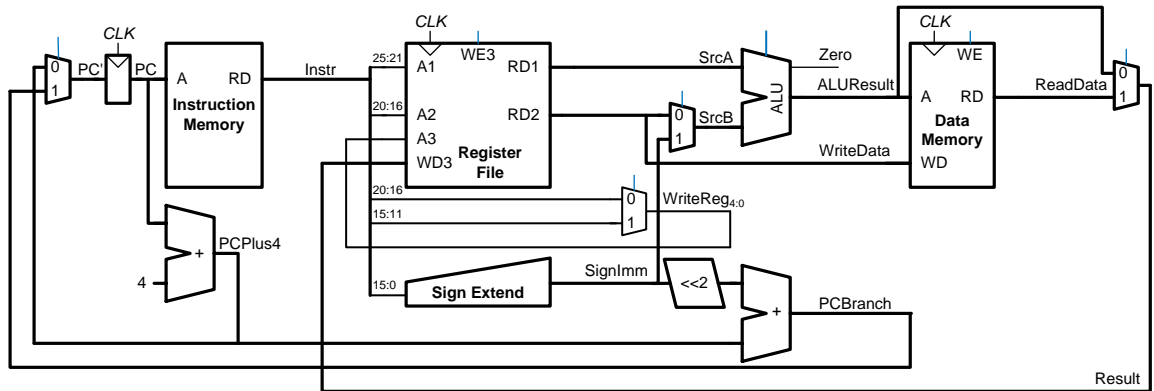 CLK
CLK
CLK
PC'
PC
0
1
A
RD
Instruction
Memory
Instr
25:21
A1
WE3
RD1
20:16
A2
RD2
A3
WD3
Register
File
SrcA
0
1
SrcB
ALU
Zero
ALUResult
WriteData
WE
A
RD
Data
Memory
WD
ReadData
0
1
20:16
15:11
0
1
WriteReg4:0
+
PCPlus4
4
15:0
Sign Extend
SignImm
<<2
+
PCBranch
Result